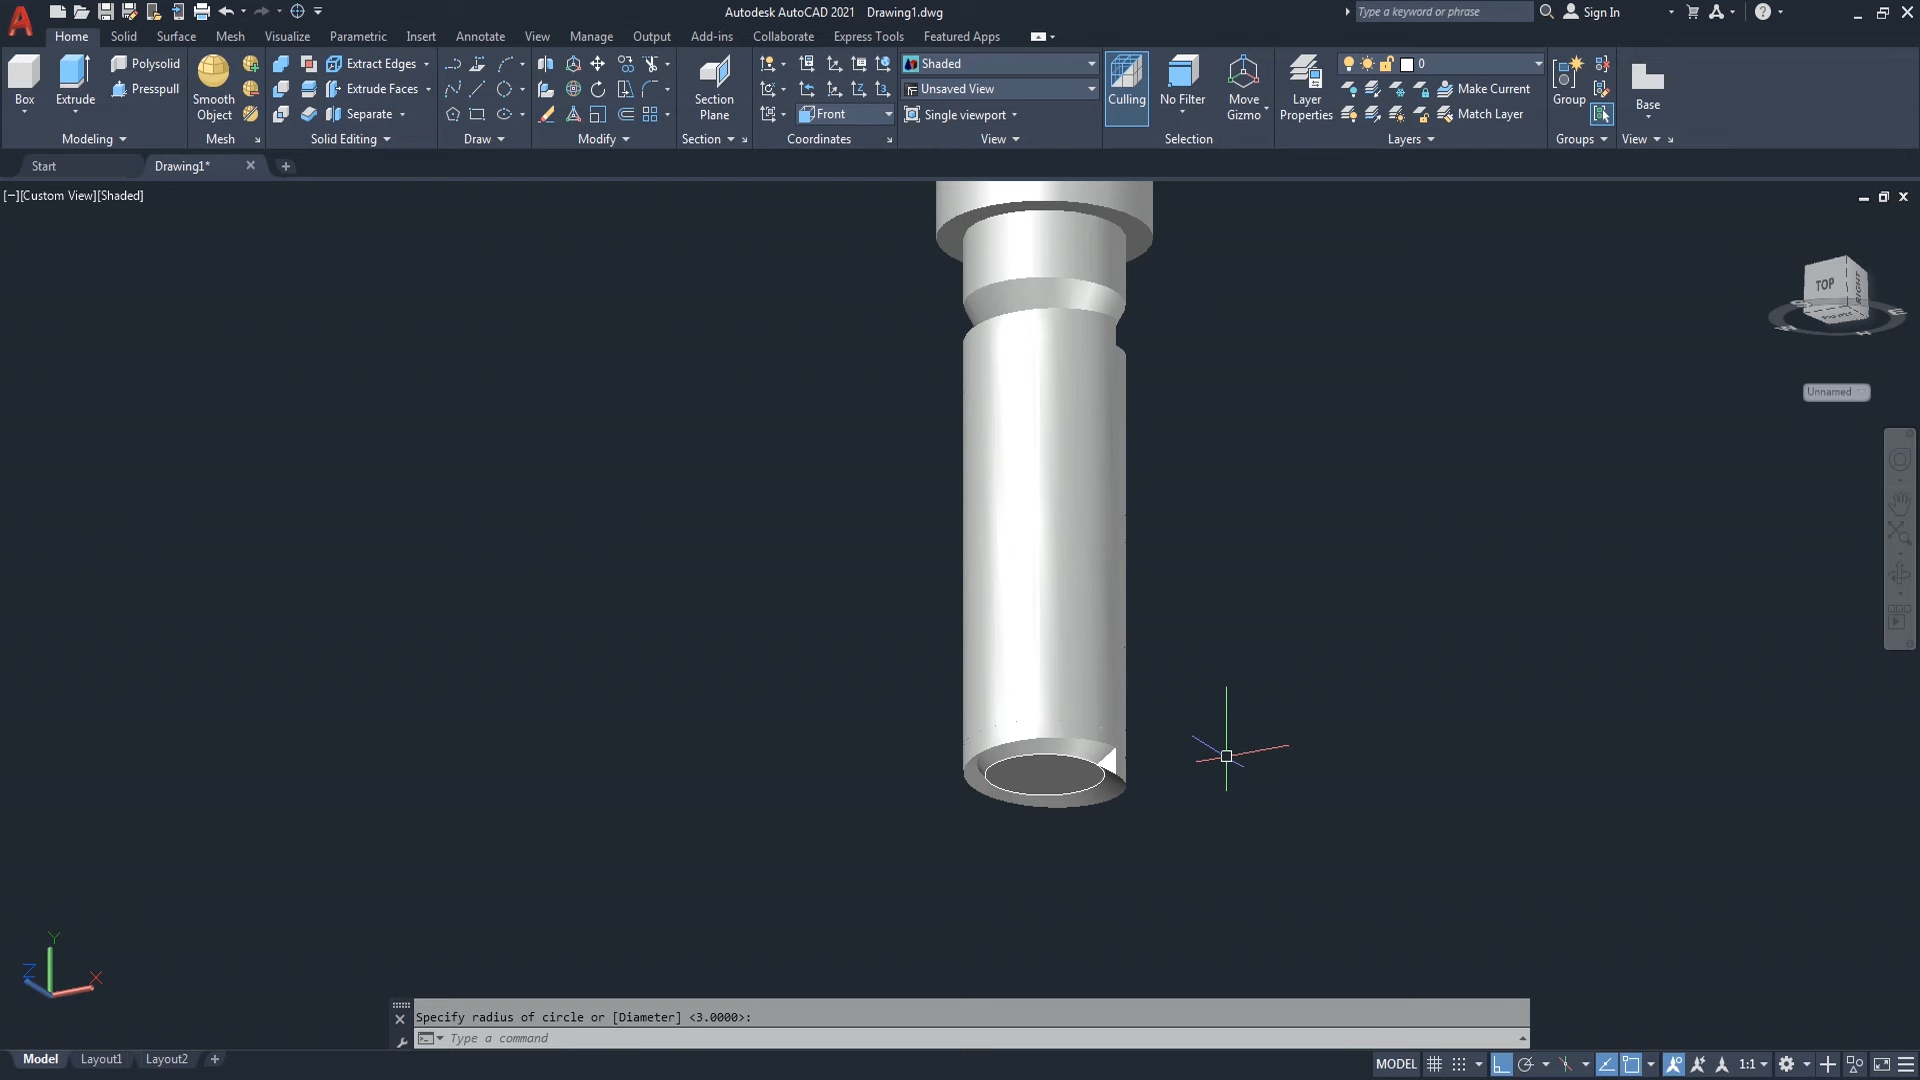 Autodesk AutoCAD 2021 Drawing1.dwg
Type a keyword or phrase
Sign In
Home Solid Surface Mesh Visualize Parametric Insert Annotate View Manage Output Add-ins Collaborate Express Tools Featured Apps
Box
Extrude
Polysolid
Presspull
Smooth
Object
Extract Edges
Extrude Faces
Separate
Section
Plane
Shaded
Unsaved View
Front
Single viewport
Culling
No Filter
Move
Gizmo
Layer
Properties
0
Make Current
Match Layer
Group
Base
Modeling
Mesh
Solid Editing
Draw
Modify
Section
Coordinates
View
Selection
Layers
Groups
View
Start
Drawing1*
[−][Custom View][Shaded]
TOP
RIGHT
FRONT
Unnamed
Y
Z
X
Specify radius of circle or [Diameter] <3.0000>:
Type a command
Model Layout1 Layout2
MODEL
1:1